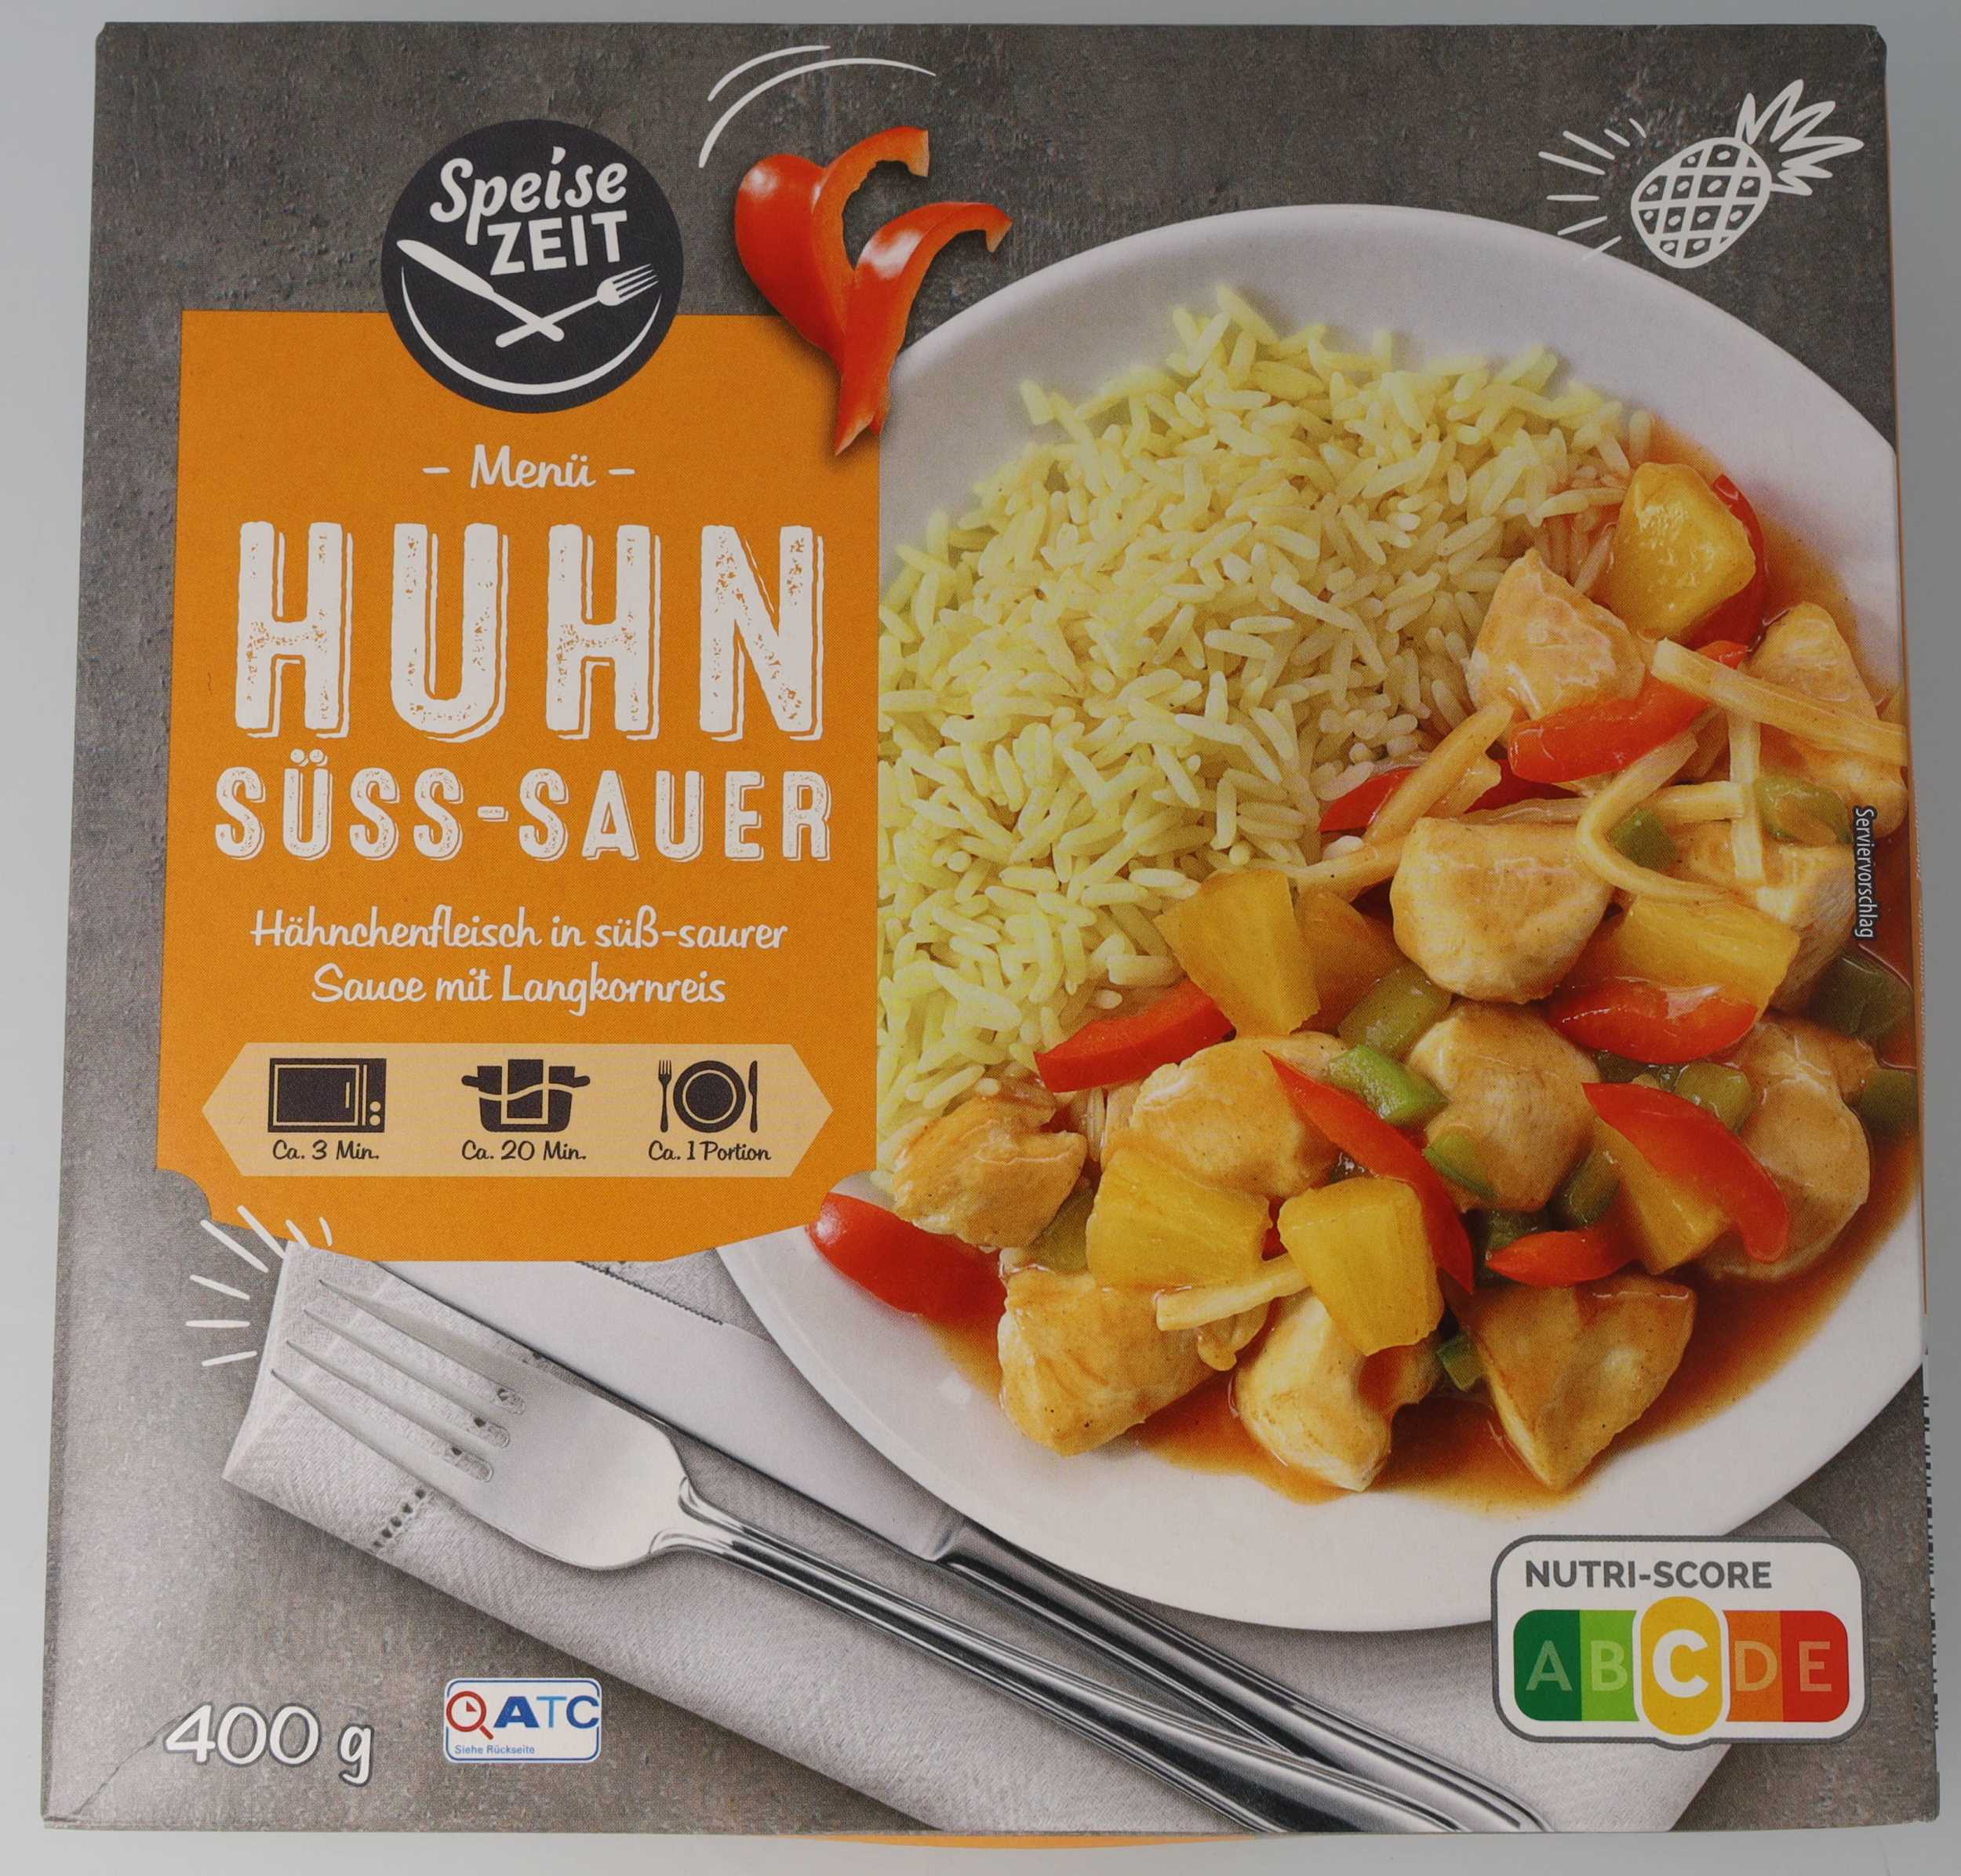 Speise
ZEIT
- Menü -
HUHN
SÜSS-SAUER
Hähnchenfleisch in süß-saurer
Sauce mit Langkornreis
Ca. 3 Min.
Ca. 20 Min.
Ca. 1 Portion
Serviervorschlag
NUTRI-SCORE
A B C D E
400 g
QATC
Siehe Rückseite